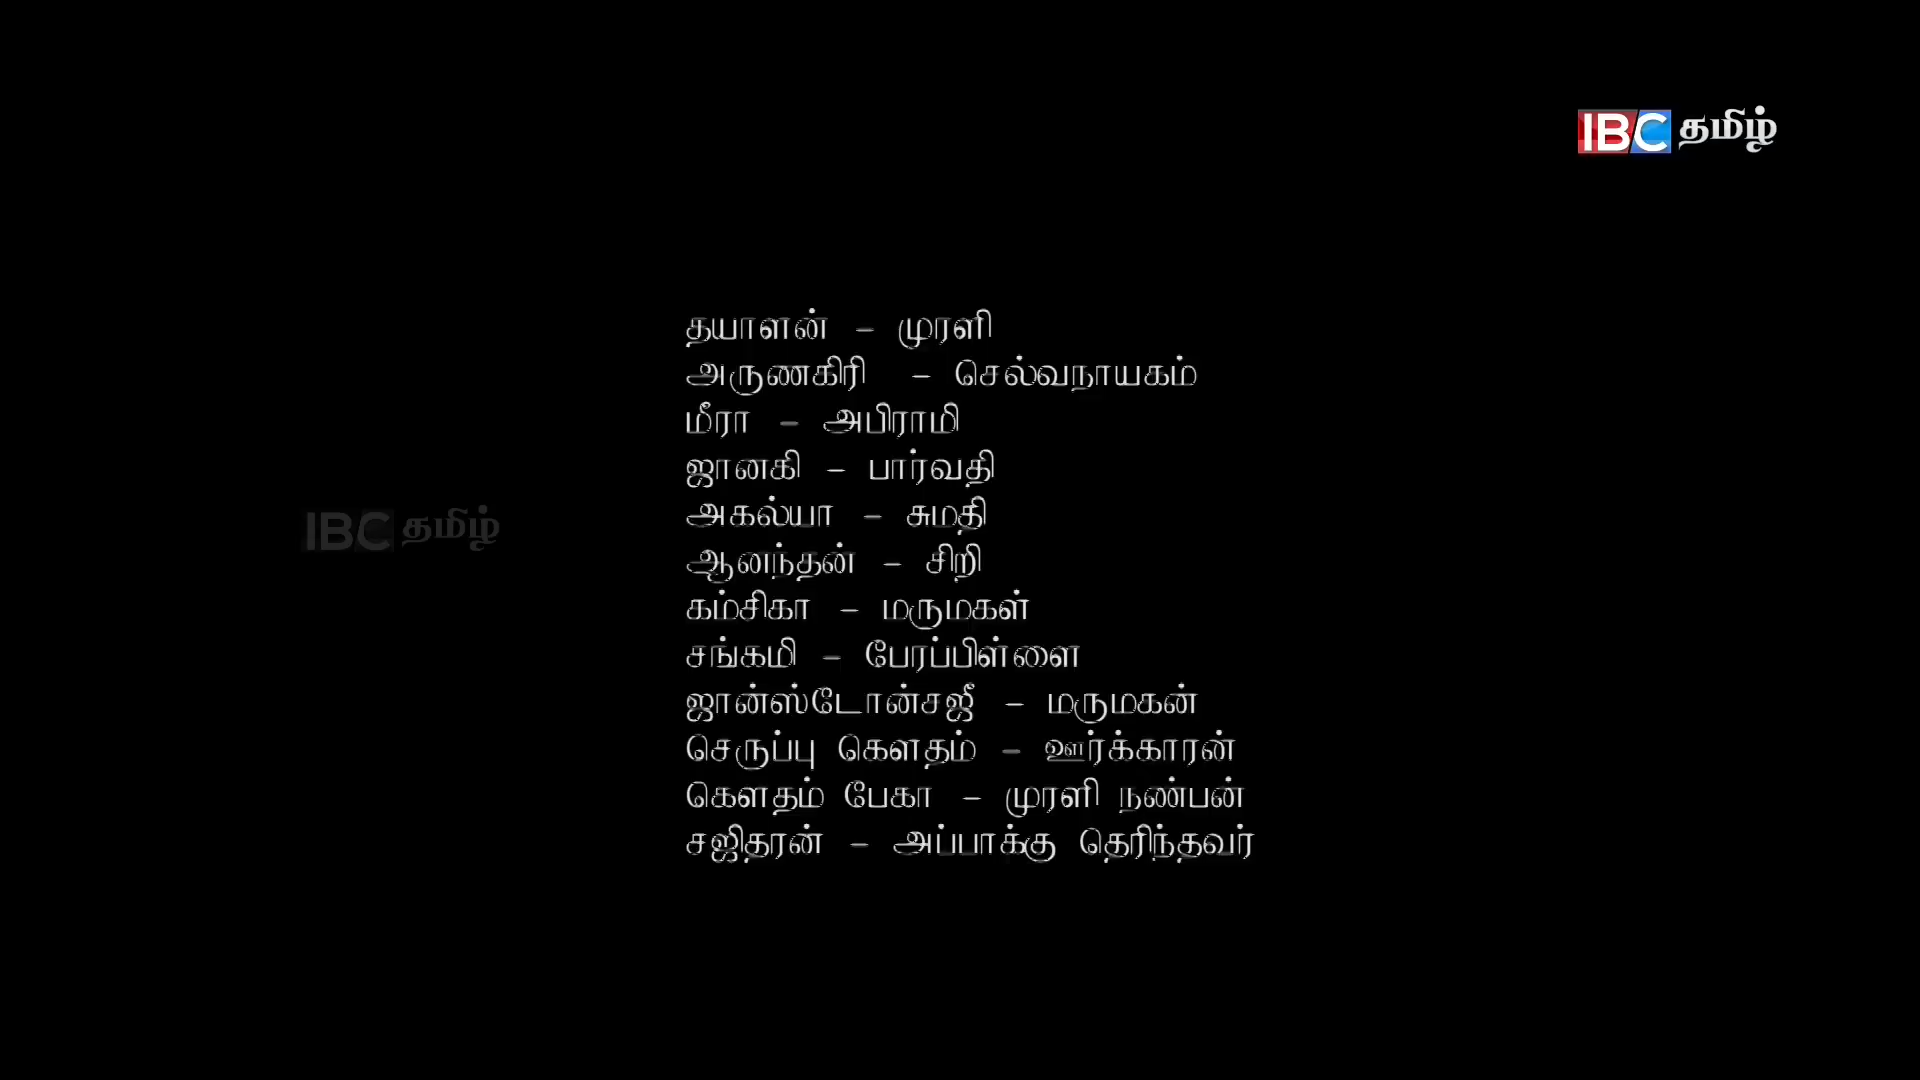 IBC தமிழ்
தயாளன் – முரளி
அருணகிரி – செல்வநாயகம்
மீரா – அபிராமி
ஜானகி – பார்வதி
அகல்யா – சுமதி
ஆனந்தன் – சிறி
கம்சிகா – மருமகள்
சங்கமி – பேரப்பிள்ளை
ஜான்ஸ்டோன்சஜீ – மருமகன்
செருப்பு கௌதம் – ஊர்க்காரன்
கௌதம் பேகா – முரளி நண்பன்
சஜிதரன் – அப்பாக்கு தெரிந்தவர்
IBC தமிழ்